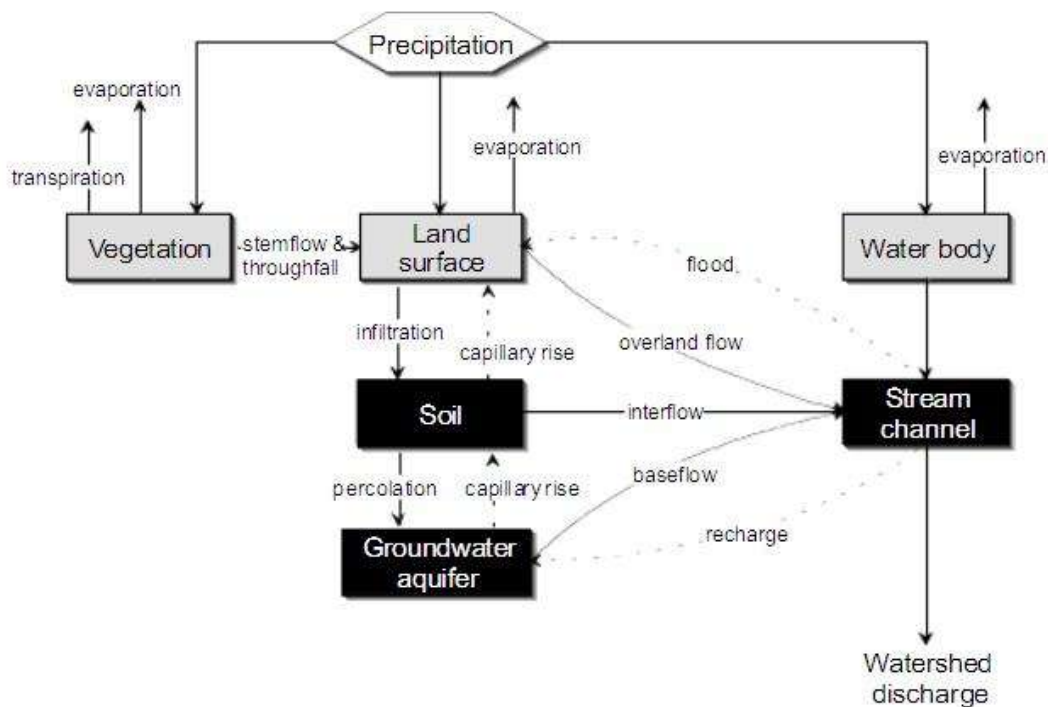 Precipitation
evaporation
evaporation
evaporation
transpiration
Vegetation
stemflow &
throughfall
Land
surface
Water body
flood
infiltration
capillary rise
overland flow
Soil
interflow
Stream
channel
percolation
capillary rise
baseflow
recharge
Groundwater
aquifer
Watershed
discharge